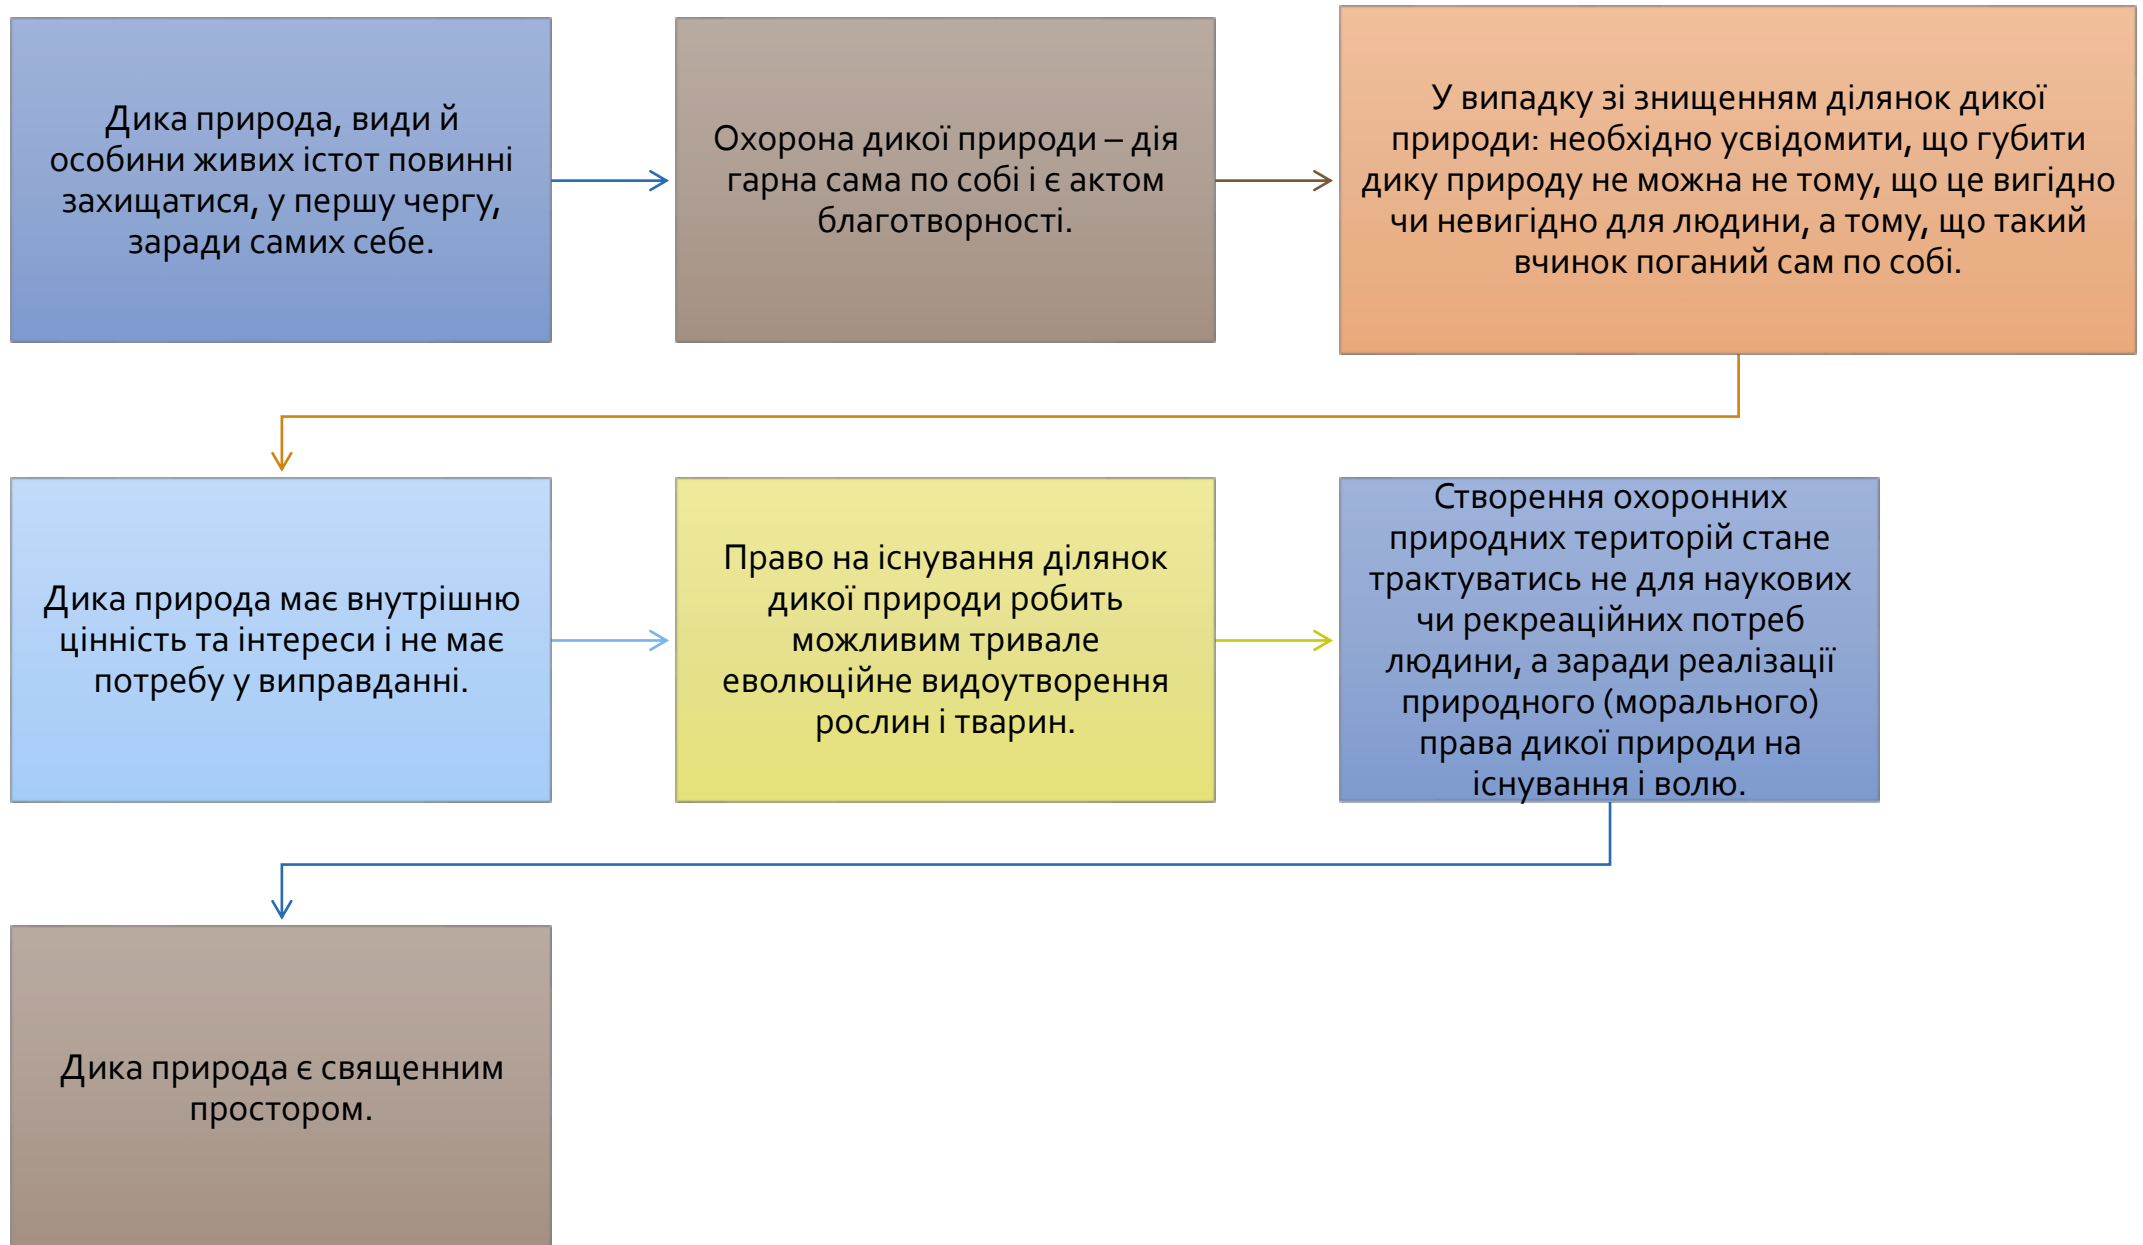 Дика природа, види й
особини живих істот повинні
захищатися, у першу чергу,
заради самих себе.
Охорона дикої природи – дія
гарна сама по собі і є актом
благотворності.
У випадку зі знищенням ділянок дикої
природи: необхідно усвідомити, що губити
дику природу не можна не тому, що це вигідно
чи невигідно для людини, а тому, що такий
вчинок поганий сам по собі.
Дика природа має внутрішню
цінність та інтереси і не має
потребу у виправданні.
Право на існування ділянок
дикої природи робить
можливим тривале
еволюційне видоутворення
рослин і тварин.
Створення охоронних
природних територій стане
трактуватись не для наукових
чи рекреаційних потреб
людини, а заради реалізації
природного (морального)
права дикої природи на
існування і волю.
Дика природа є священним
простором.